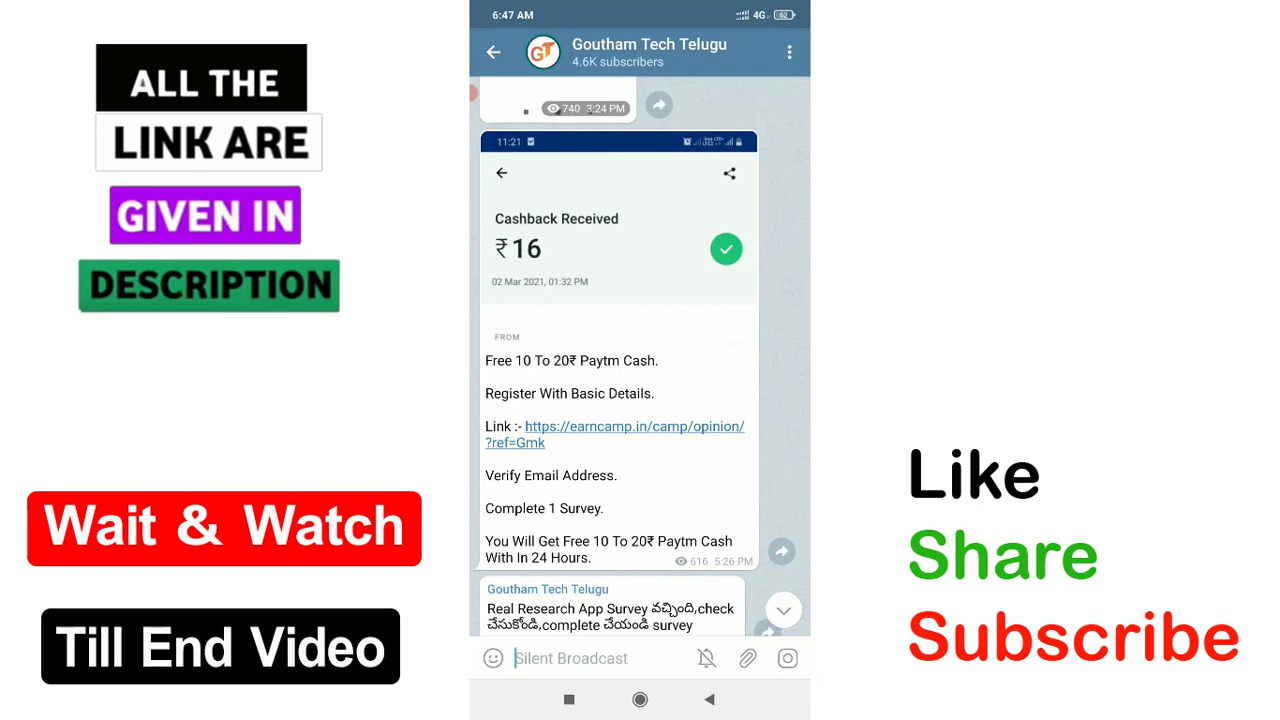 ALL THE
LINK ARE
GIVEN IN
DESCRIPTION
Wait & Watch
Till End Video
6:47 AM
4G
62
GT
Goutham Tech Telugu
4.6K subscribers
740 3:24 PM
11:21
Cashback Received
₹16
02 Mar 2021, 01:32 PM
FROM
Free 10 To 20₹ Paytm Cash.
Register With Basic Details.
Link :- https://earncamp.in/camp/opinion/
?ref=Gmk
Verify Email Address.
Complete 1 Survey.
You Will Get Free 10 To 20₹ Paytm Cash
With In 24 Hours.
616 5:26 PM
Goutham Tech Telugu
Real Research App Survey వచ్చింది,check
చేసుకోండి,complete చేయండి survey
Silent Broadcast
Like
Share
Subscribe